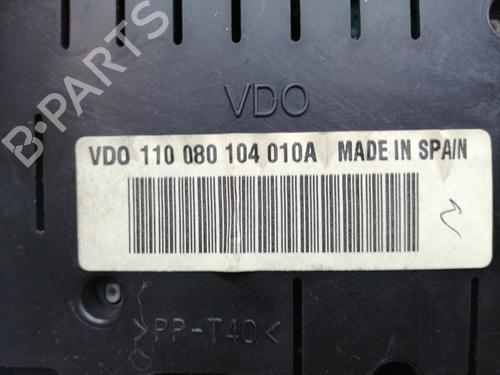 B-PARTS
VDO
VDO 110 080 104 010A MADE IN SPAIN
>PP-T40<